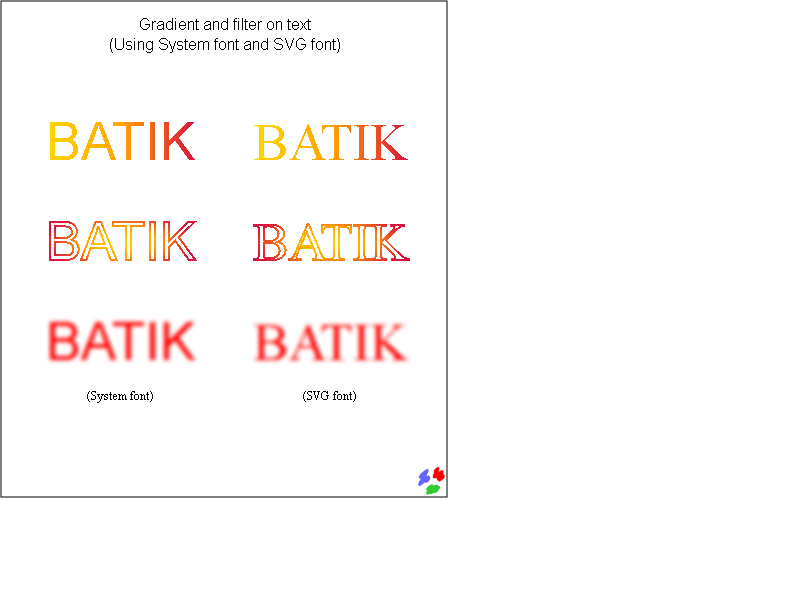 Gradient and filter on text
(Using System font and SVG font)
BATIK BATIK
BATIK BATIK
BATIK BATIK
(System font) (SVG font)